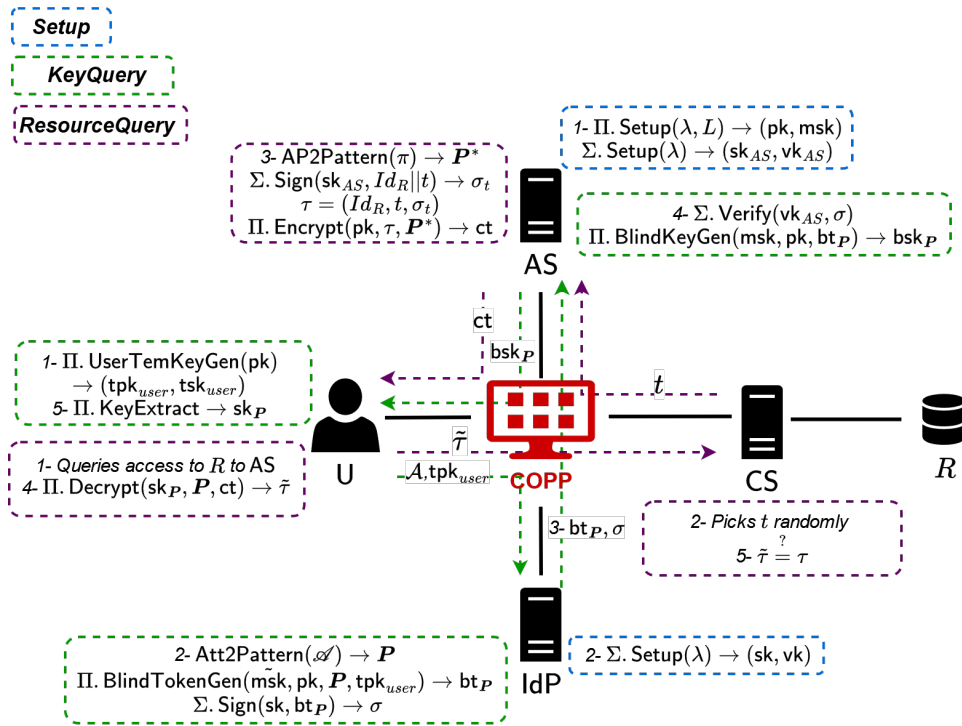 Setup
KeyQuery
ResourceQuery
1- Π. Setup(λ, L) → (pk, msk)
Σ. Setup(λ) → (sk_AS, vk_AS)
3- AP2Pattern(π) → P*
Σ. Sign(sk_AS, Id_R||t) → σ_t
τ = (Id_R, t, σ_t)
Π. Encrypt(pk, τ, P*) → ct
4- Σ. Verify(vk_AS, σ)
Π. BlindKeyGen(msk, pk, bt_P) → bsk_P
AS
ct
bsk_P
t
1- Π. UserTemKeyGen(pk)
→ (tpk_user, tsk_user)
5- Π. KeyExtract → sk_P
1- Queries access to R to AS
4- Π. Decrypt(sk_P, P, ct) → τ̃
U
τ̃
𝒜,tpk_user
COPP
CS
R
3- bt_P, σ
2- Picks t randomly
?
5- τ̃ = τ
2- Att2Pattern(𝒜) → P
Π. BlindTokenGen(m̃sk, pk, P, tpk_user) → bt_P
Σ. Sign(sk, bt_P) → σ
IdP
2- Σ. Setup(λ) → (sk, vk)